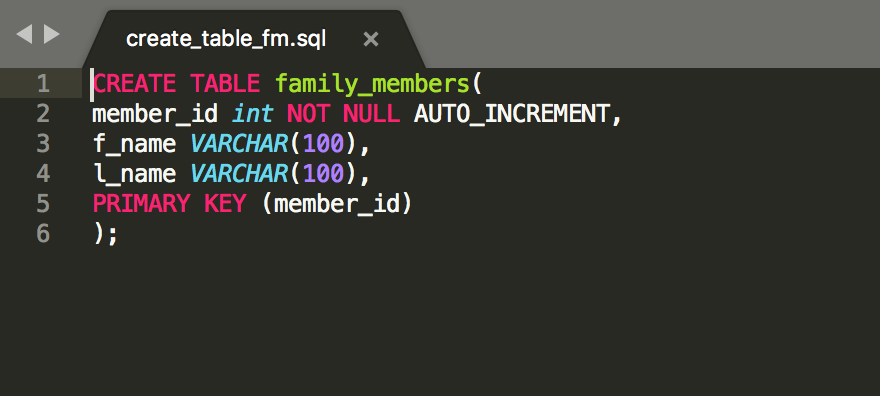 create_table_fm.sql ×
1 CREATE TABLE family_members(
2 member_id int NOT NULL AUTO_INCREMENT,
3 f_name VARCHAR(100),
4 l_name VARCHAR(100),
5 PRIMARY KEY (member_id)
6 );